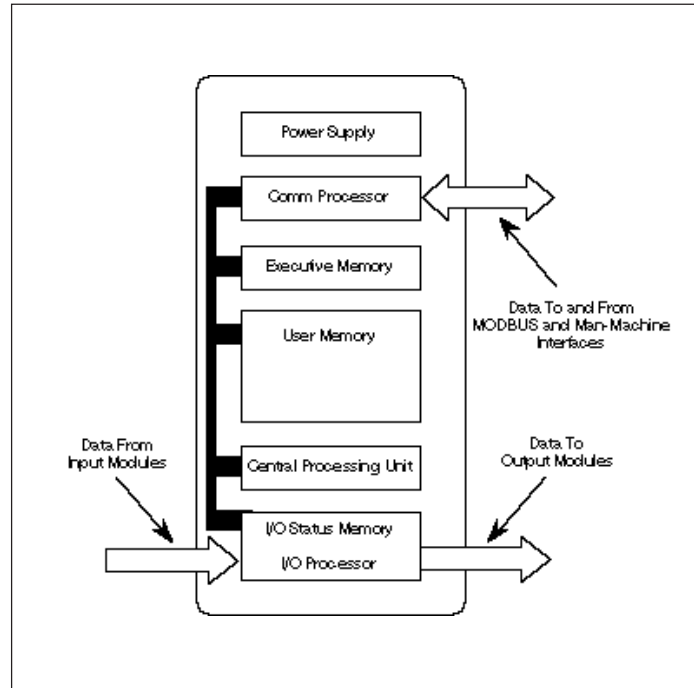 Power Supply
Comm Processor
Executive Memory
Data To and From
MODBUS and Man-Machine
Interfaces
User Memory
Data From
Input Modules
Central Processing Unit
Data To
Output Modules
I/O Status Memory
I/O Processor